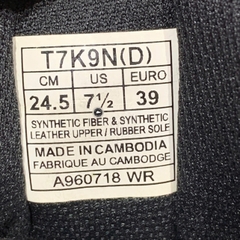 T7K9N(D)
CM US EURO
24.5 7½ 39
SYNTHETIC FIBER & SYNTHETIC
LEATHER UPPER / RUBBER SOLE
MADE IN CAMBODIA
FABRIQUE AU CAMBODGE
A960718 WR